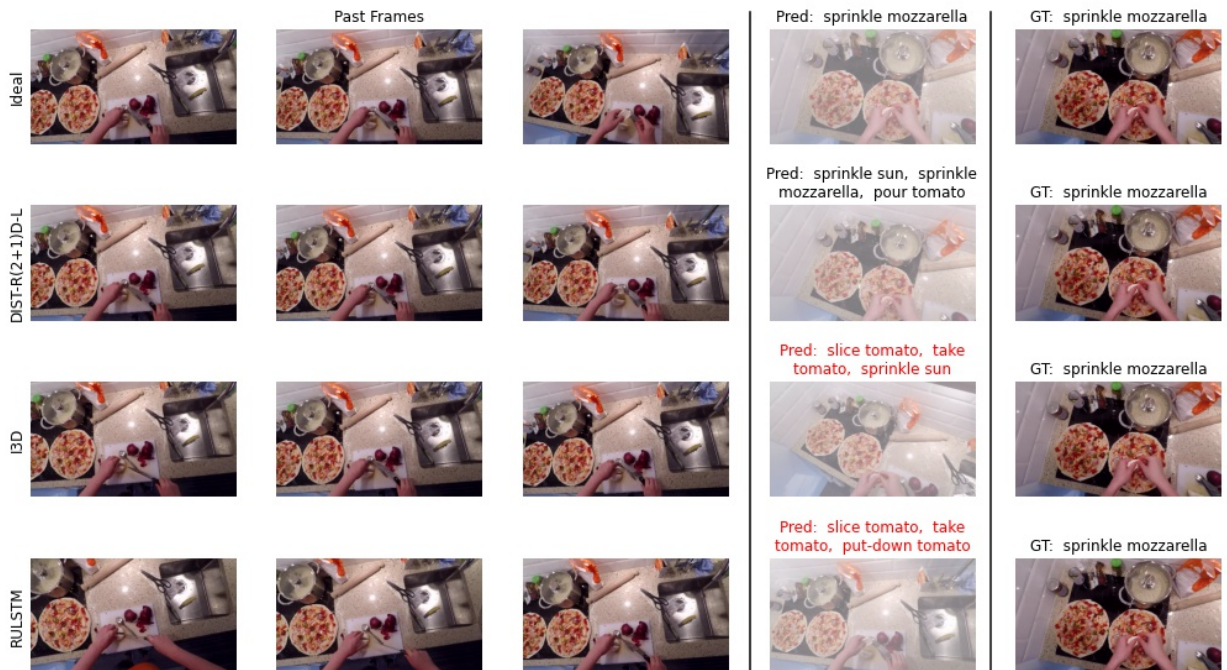 Past Frames
Pred: sprinkle mozzarella
GT: sprinkle mozzarella
Ideal
Pred: sprinkle sun, sprinkle
mozzarella, pour tomato
GT: sprinkle mozzarella
DIST-R(2+1)D-L
Pred: slice tomato, take
tomato, sprinkle sun
GT: sprinkle mozzarella
I3D
Pred: slice tomato, take
tomato, put-down tomato
GT: sprinkle mozzarella
RULSTM